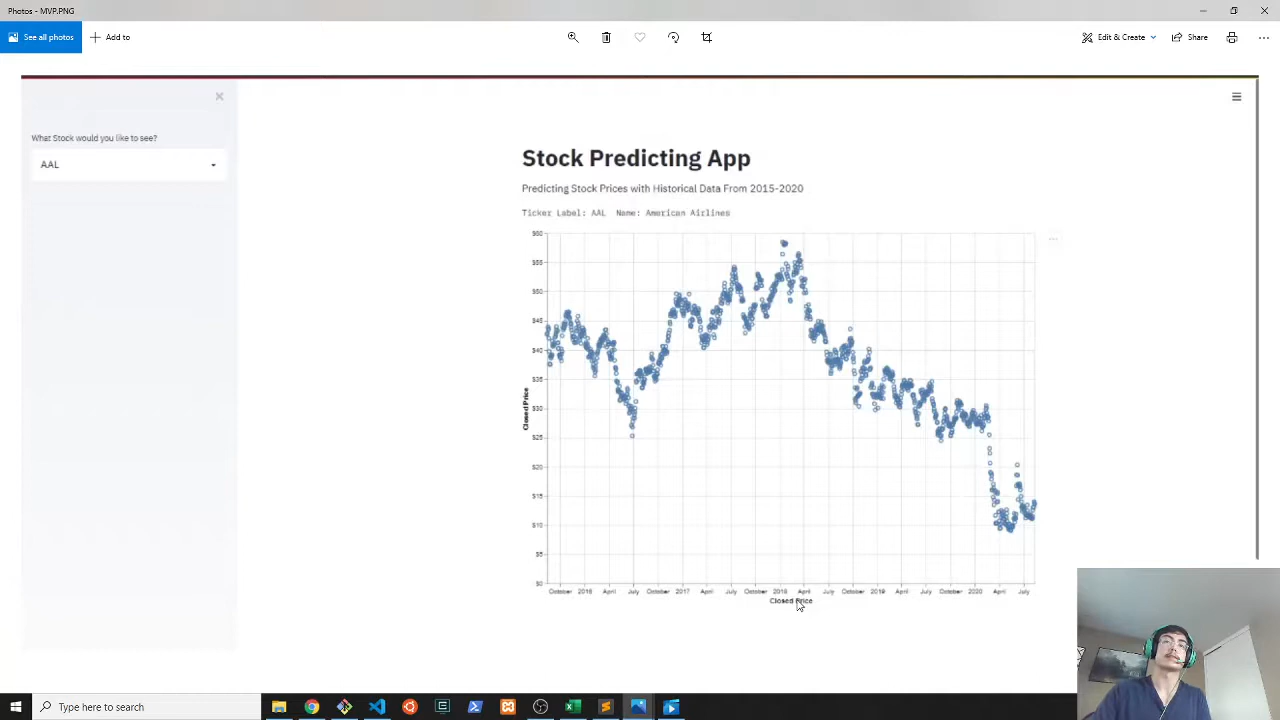 Photos - MVP.PNG
See all photos
Add to
Edit & Create
Share
What Stock would you like to see?
AAL
Stock Predicting App
Predicting Stock Prices with Historical Data From 2015-2020
Ticker Label: AAL Name: American Airlines
$60
$55
$50
$45
$40
$35
$30
$25
$20
$15
$10
$5
$0
Closed Price
October 2016 April July October 2017 April July October 2018 April July October 2019 April July October 2020 April July
Closed Price
Type here to search